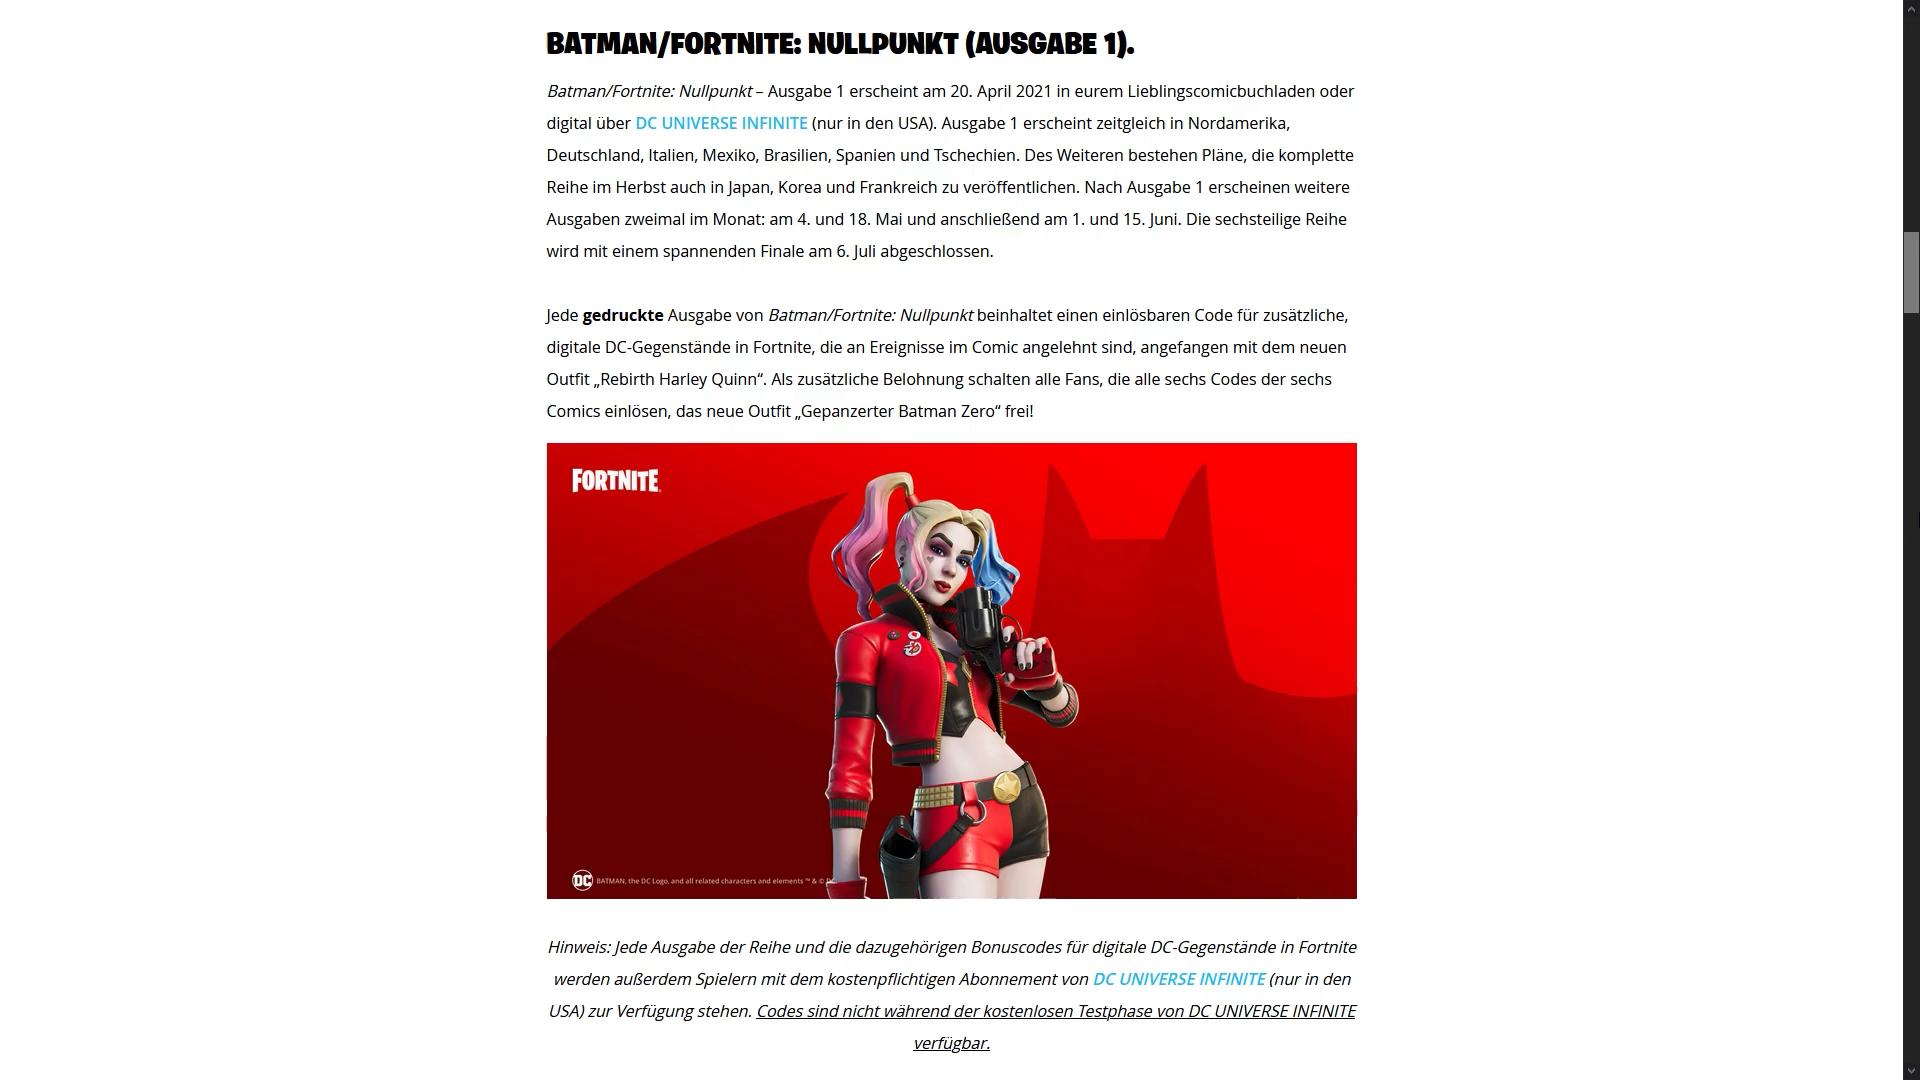 BATMAN/FORTNITE: NULLPUNKT (AUSGABE 1).
Batman/Fortnite: Nullpunkt – Ausgabe 1 erscheint am 20. April 2021 in eurem Lieblingscomicbuchladen oder
digital über DC UNIVERSE INFINITE (nur in den USA). Ausgabe 1 erscheint zeitgleich in Nordamerika,
Deutschland, Italien, Mexiko, Brasilien, Spanien und Tschechien. Des Weiteren bestehen Pläne, die komplette
Reihe im Herbst auch in Japan, Korea und Frankreich zu veröffentlichen. Nach Ausgabe 1 erscheinen weitere
Ausgaben zweimal im Monat: am 4. und 18. Mai und anschließend am 1. und 15. Juni. Die sechsteilige Reihe
wird mit einem spannenden Finale am 6. Juli abgeschlossen.
Jede gedruckte Ausgabe von Batman/Fortnite: Nullpunkt beinhaltet einen einlösbaren Code für zusätzliche,
digitale DC-Gegenstände in Fortnite, die an Ereignisse im Comic angelehnt sind, angefangen mit dem neuen
Outfit „Rebirth Harley Quinn“. Als zusätzliche Belohnung schalten alle Fans, die alle sechs Codes der sechs
Comics einlösen, das neue Outfit „Gepanzerter Batman Zero“ frei!
FORTNITE
DC BATMAN, the DC Logo, and all related characters and elements ™ & © DC.
Hinweis: Jede Ausgabe der Reihe und die dazugehörigen Bonuscodes für digitale DC-Gegenstände in Fortnite
werden außerdem Spielern mit dem kostenpflichtigen Abonnement von DC UNIVERSE INFINITE (nur in den
USA) zur Verfügung stehen. Codes sind nicht während der kostenlosen Testphase von DC UNIVERSE INFINITE
verfügbar.